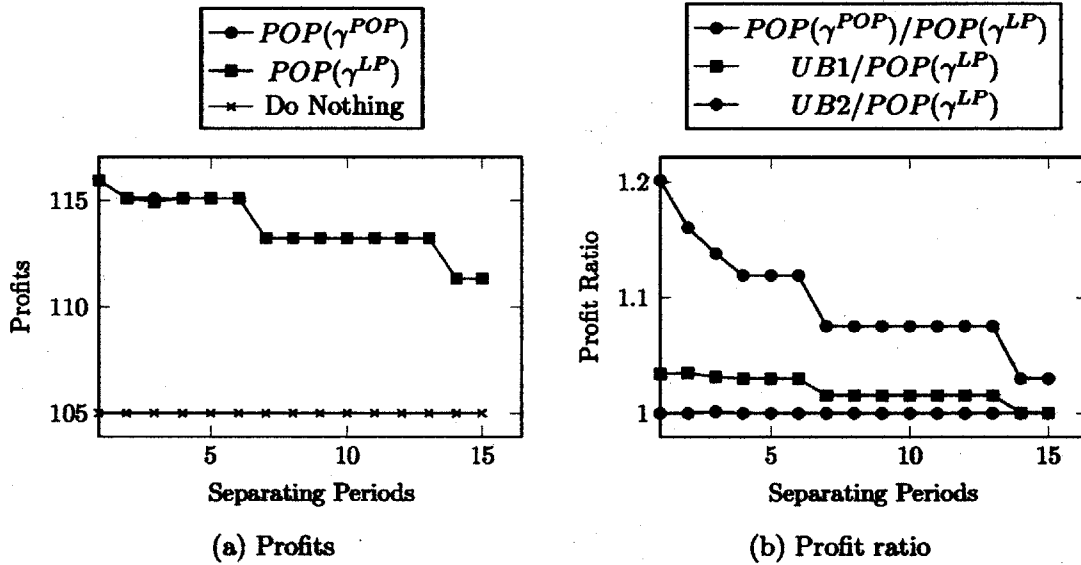 POP(γ^{POP})
POP(γ^{LP})
Do Nothing
115
110
105
Profits
5
10
15
Separating Periods
(a) Profits
POP(γ^{POP})/POP(γ^{LP})
UB1/POP(γ^{LP})
UB2/POP(γ^{LP})
1.2
1.1
1
Profit Ratio
5
10
15
Separating Periods
(b) Profit ratio